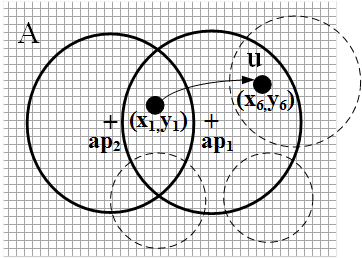 A
u
(x₆,y₆)
(x₁,y₁)
ap₂
ap₁